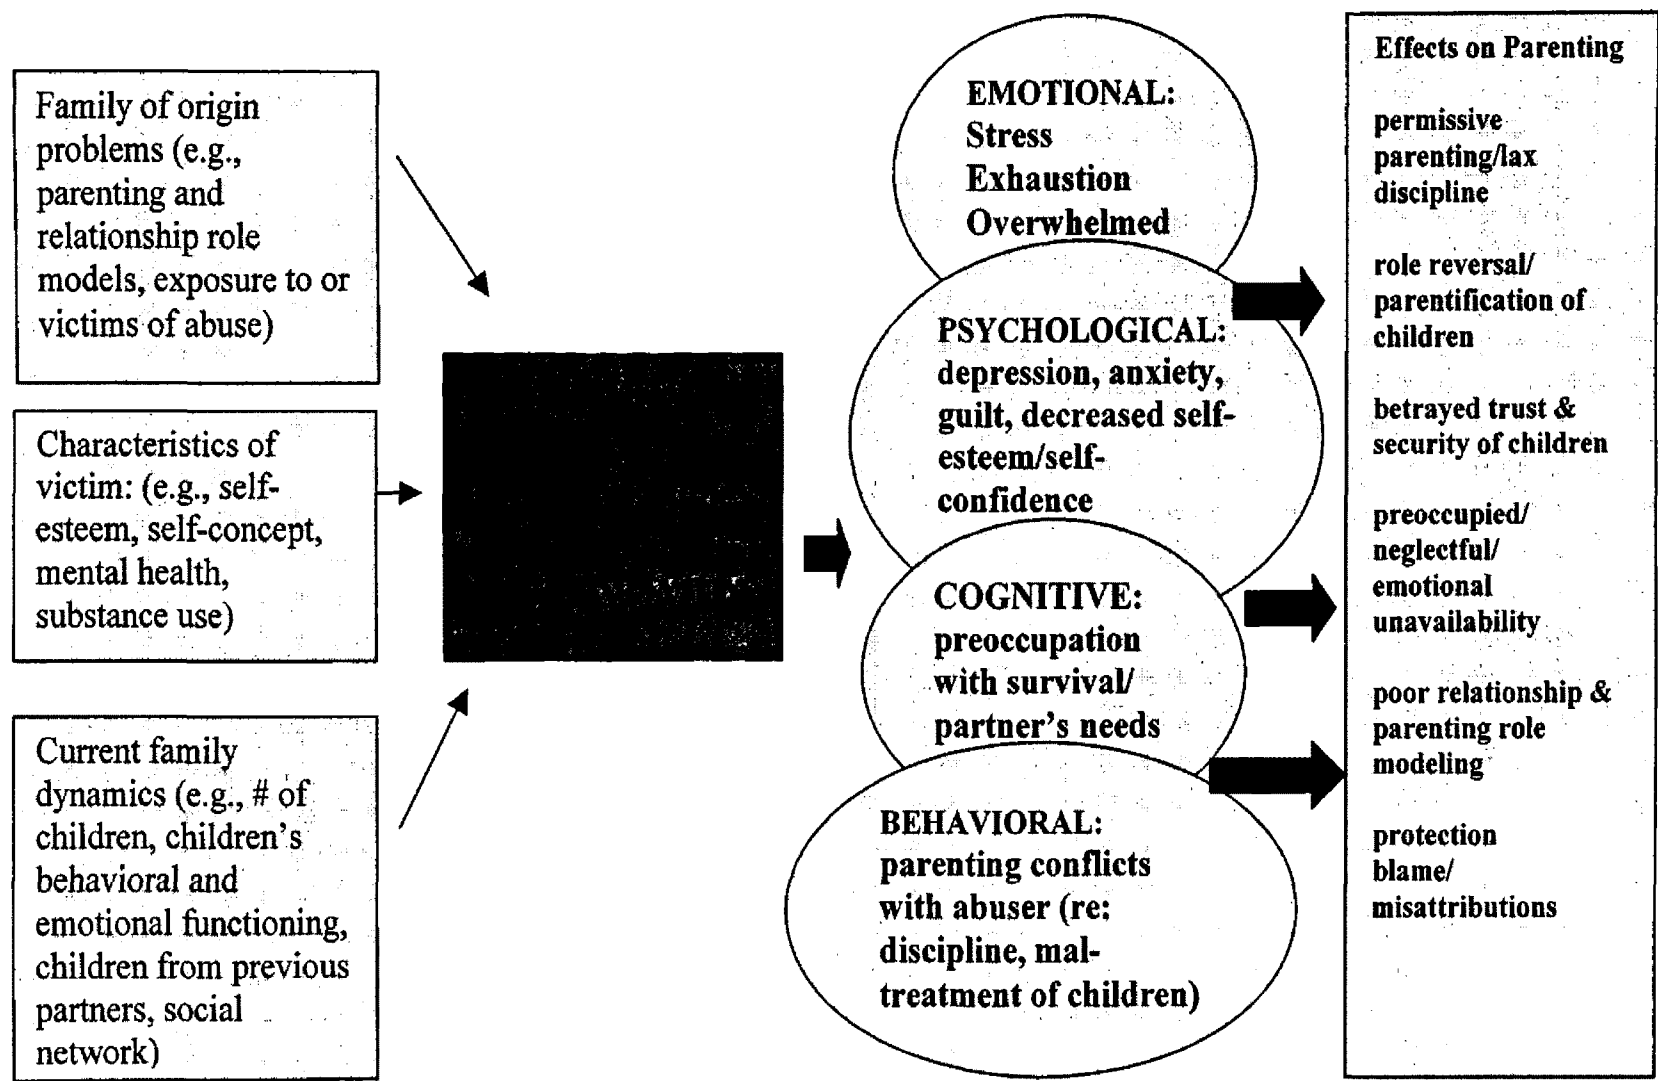 Family of origin
problems (e.g.,
parenting and
relationship role
models, exposure to or
victims of abuse)
Characteristics of
victim: (e.g., self-
esteem, self-concept,
mental health,
substance use)
Current family
dynamics (e.g., # of
children, children's
behavioral and
emotional functioning,
children from previous
partners, social
network)
EMOTIONAL:
Stress
Exhaustion
Overwhelmed
PSYCHOLOGICAL:
depression, anxiety,
guilt, decreased self-
esteem/self-
confidence
COGNITIVE:
preoccupation
with survival/
partner's needs
BEHAVIORAL:
parenting conflicts
with abuser (re:
discipline, mal-
treatment of children)
Effects on Parenting
permissive
parenting/lax
discipline
role reversal/
parentification of
children
betrayed trust &
security of children
preoccupied/
neglectful/
emotional
unavailability
poor relationship &
parenting role
modeling
protection
blame/
misattributions